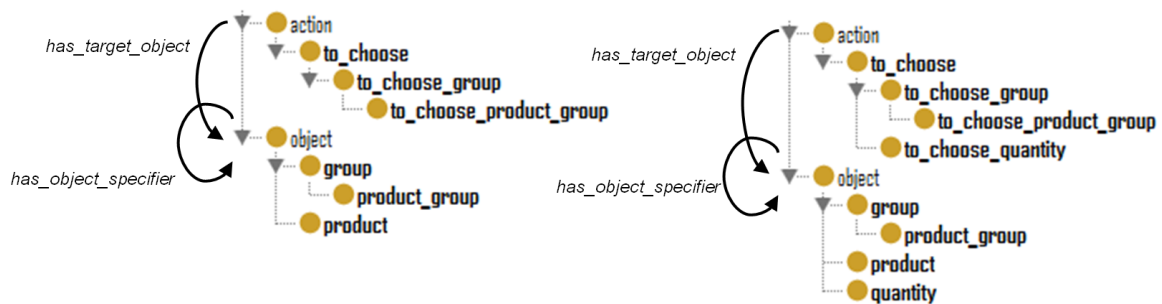 action
has_target_object
to_choose
to_choose_group
to_choose_product_group
object
has_object_specifier
group
product_group
product
action
has_target_object
to_choose
to_choose_group
to_choose_product_group
to_choose_quantity
object
has_object_specifier
group
product_group
product
quantity